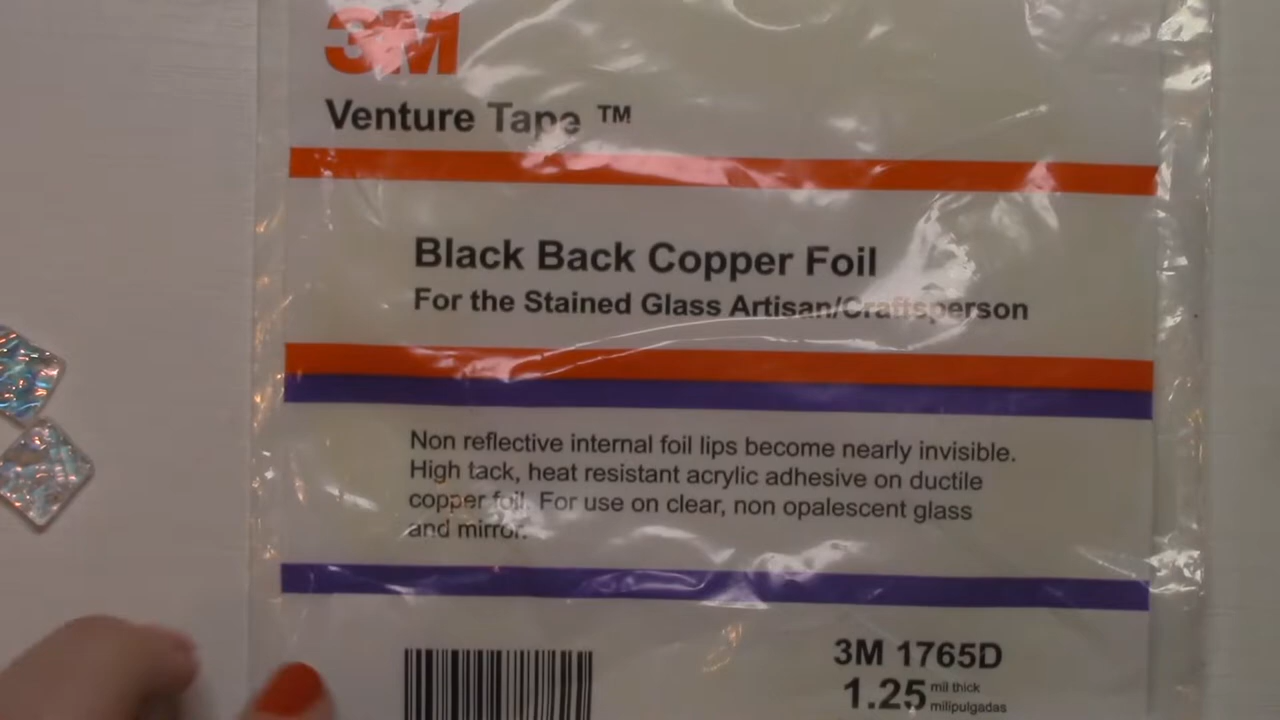 3M
Venture Tape ™
Black Back Copper Foil
For the Stained Glass Artisan/Craftsperson
Non reflective internal foil lips become nearly invisible.
High tack, heat resistant acrylic adhesive on ductile
copper foil. For use on clear, non opalescent glass
and mirror.
3M 1765D
1.25 mil thick
milipulgadas